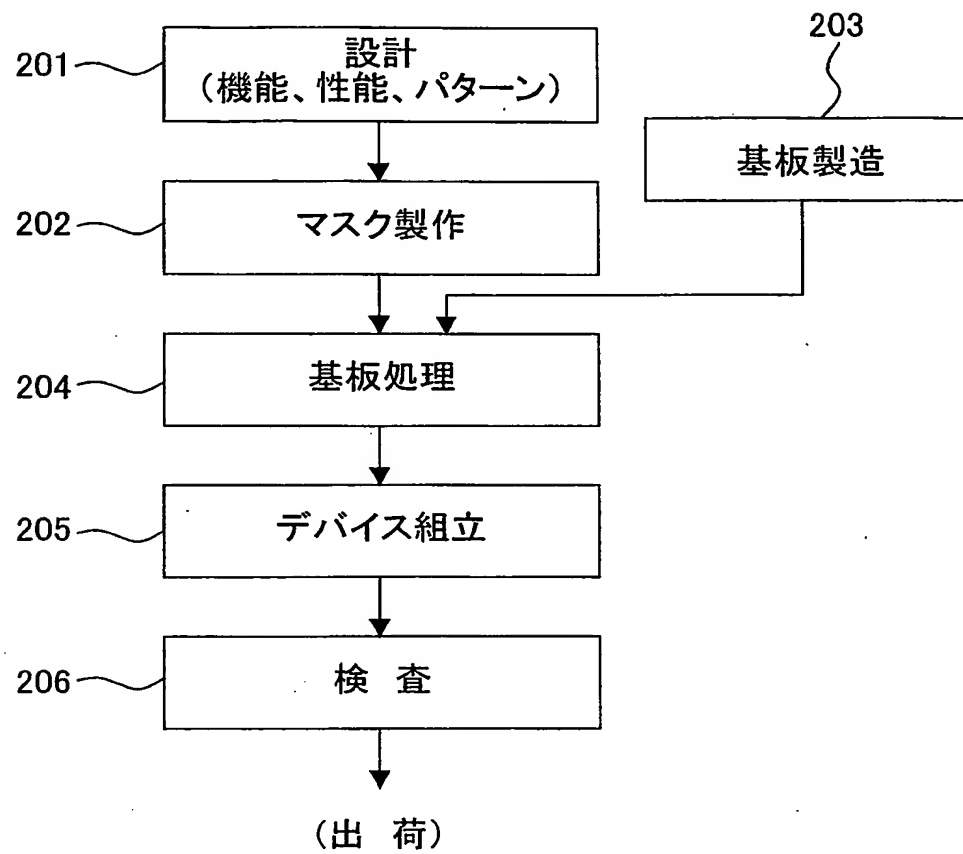 201
設計
（機能、性能、パターン）
203
基板製造
202
マスク製作
204
基板処理
205
デバイス組立
206
検 査
（出 荷）